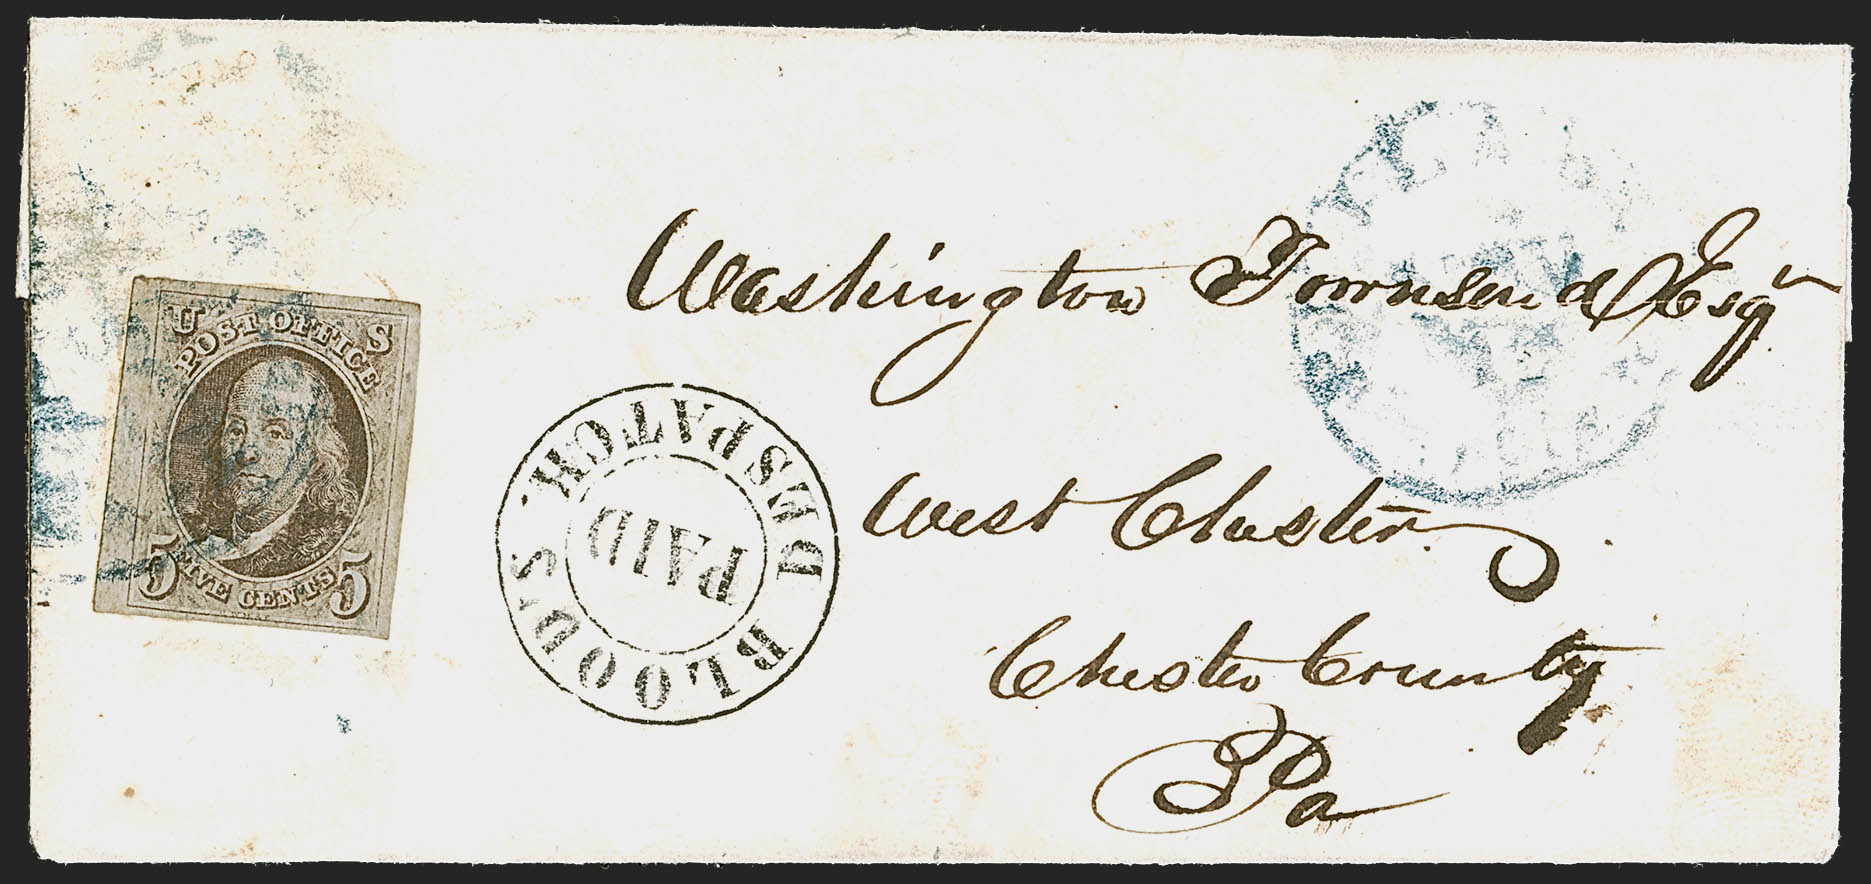 U S
POST OFFICE
5 FIVE CENTS 5
BLOOD'S DESPATCH.
PAID
Washington Townsend Esqr
West Chester.
Chester County
Pa